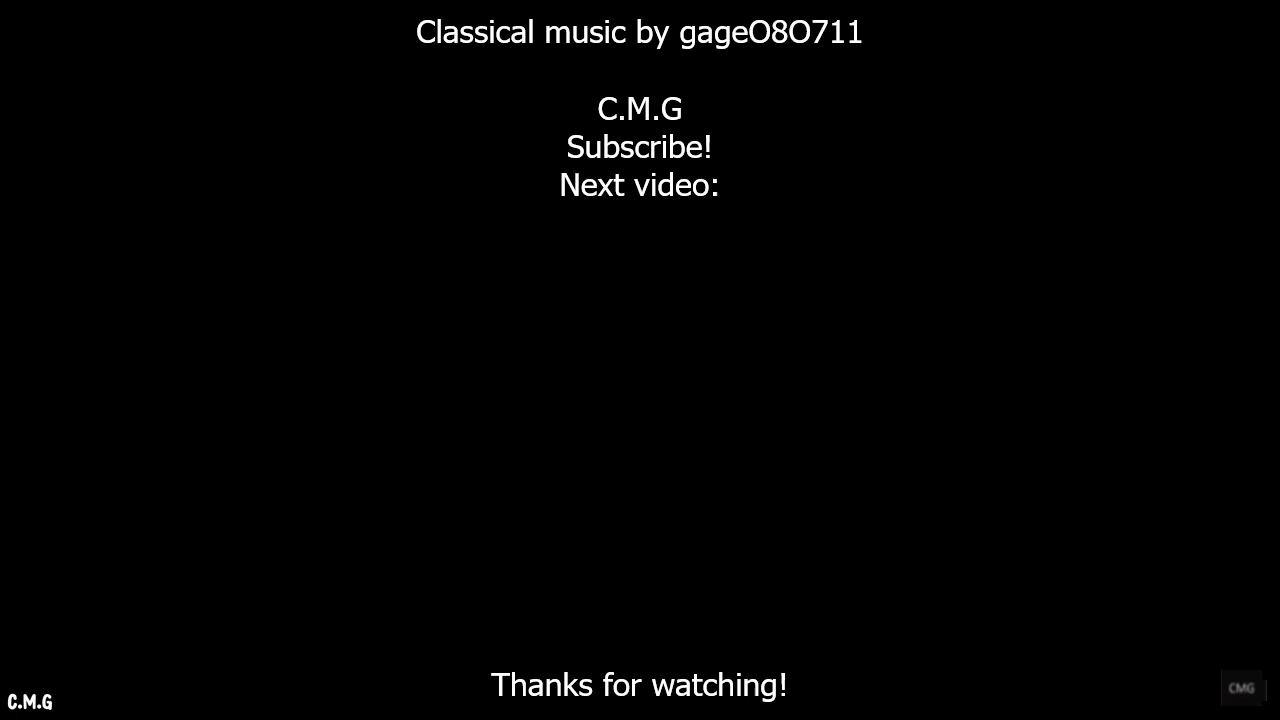 Classical music by gageO8O711
C.M.G
Subscribe!
Next video:
Thanks for watching!
C.M.G
CMG